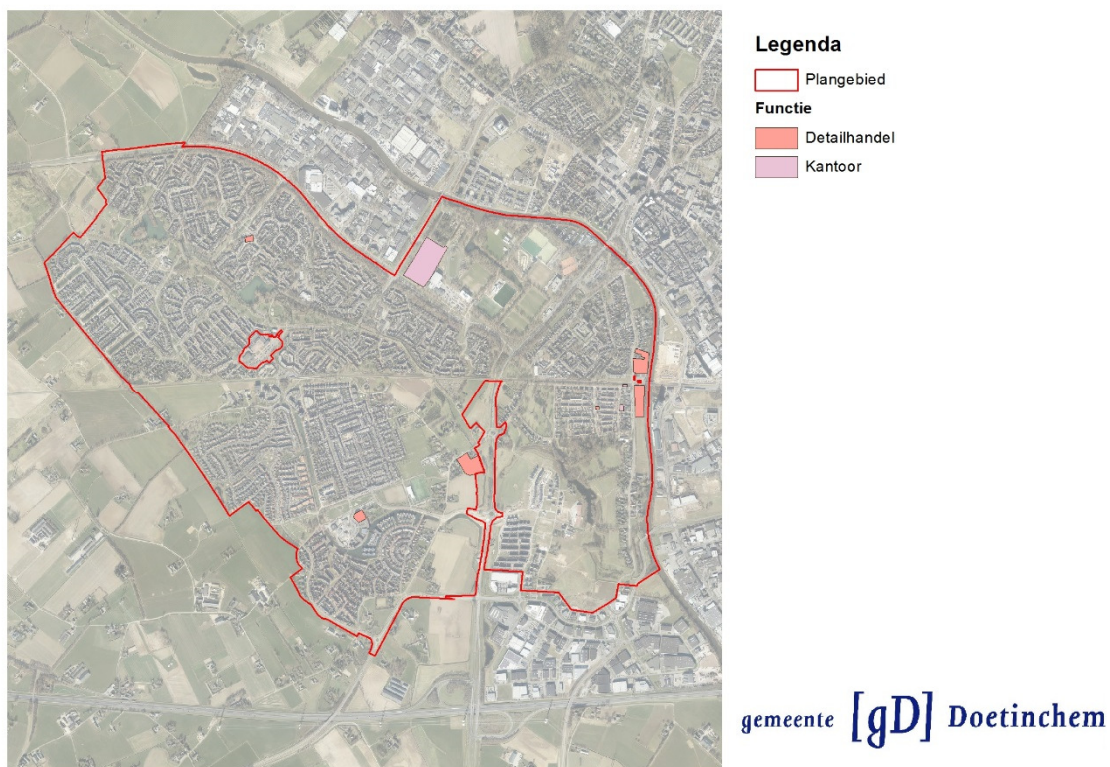 Legenda
Plangebied
Functie
Detailhandel
Kantoor
gemeente [gD] Doetinchem